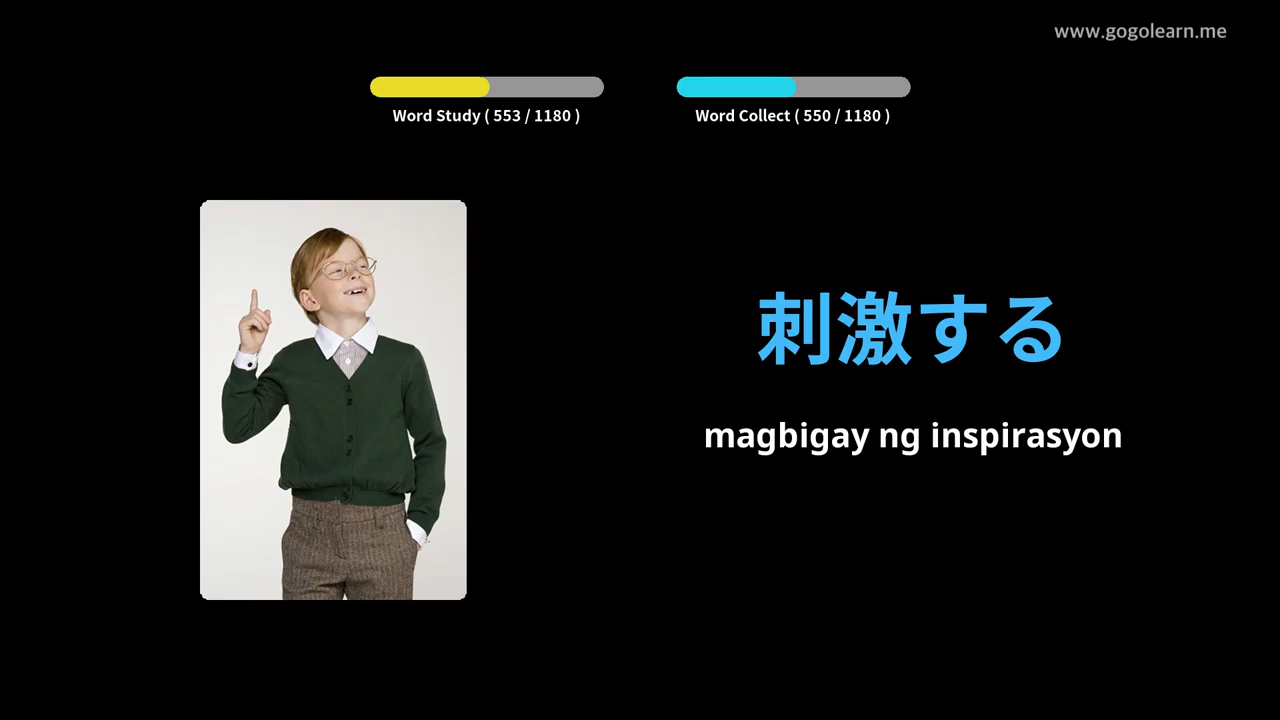 www.gogolearn.me
Word Study ( 553 / 1180 )
Word Collect ( 550 / 1180 )
刺激する
magbigay ng inspirasyon